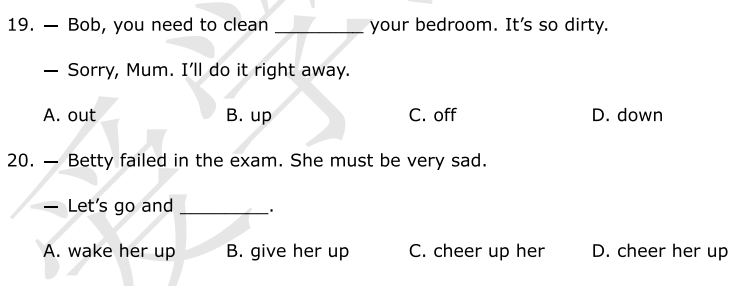 19. — Bob, you need to clean ________ your bedroom. It’s so dirty.
— Sorry, Mum. I’ll do it right away.
A. out B. up C. off D. down
20. — Betty failed in the exam. She must be very sad.
— Let’s go and ________.
A. wake her up B. give her up C. cheer up her D. cheer her up